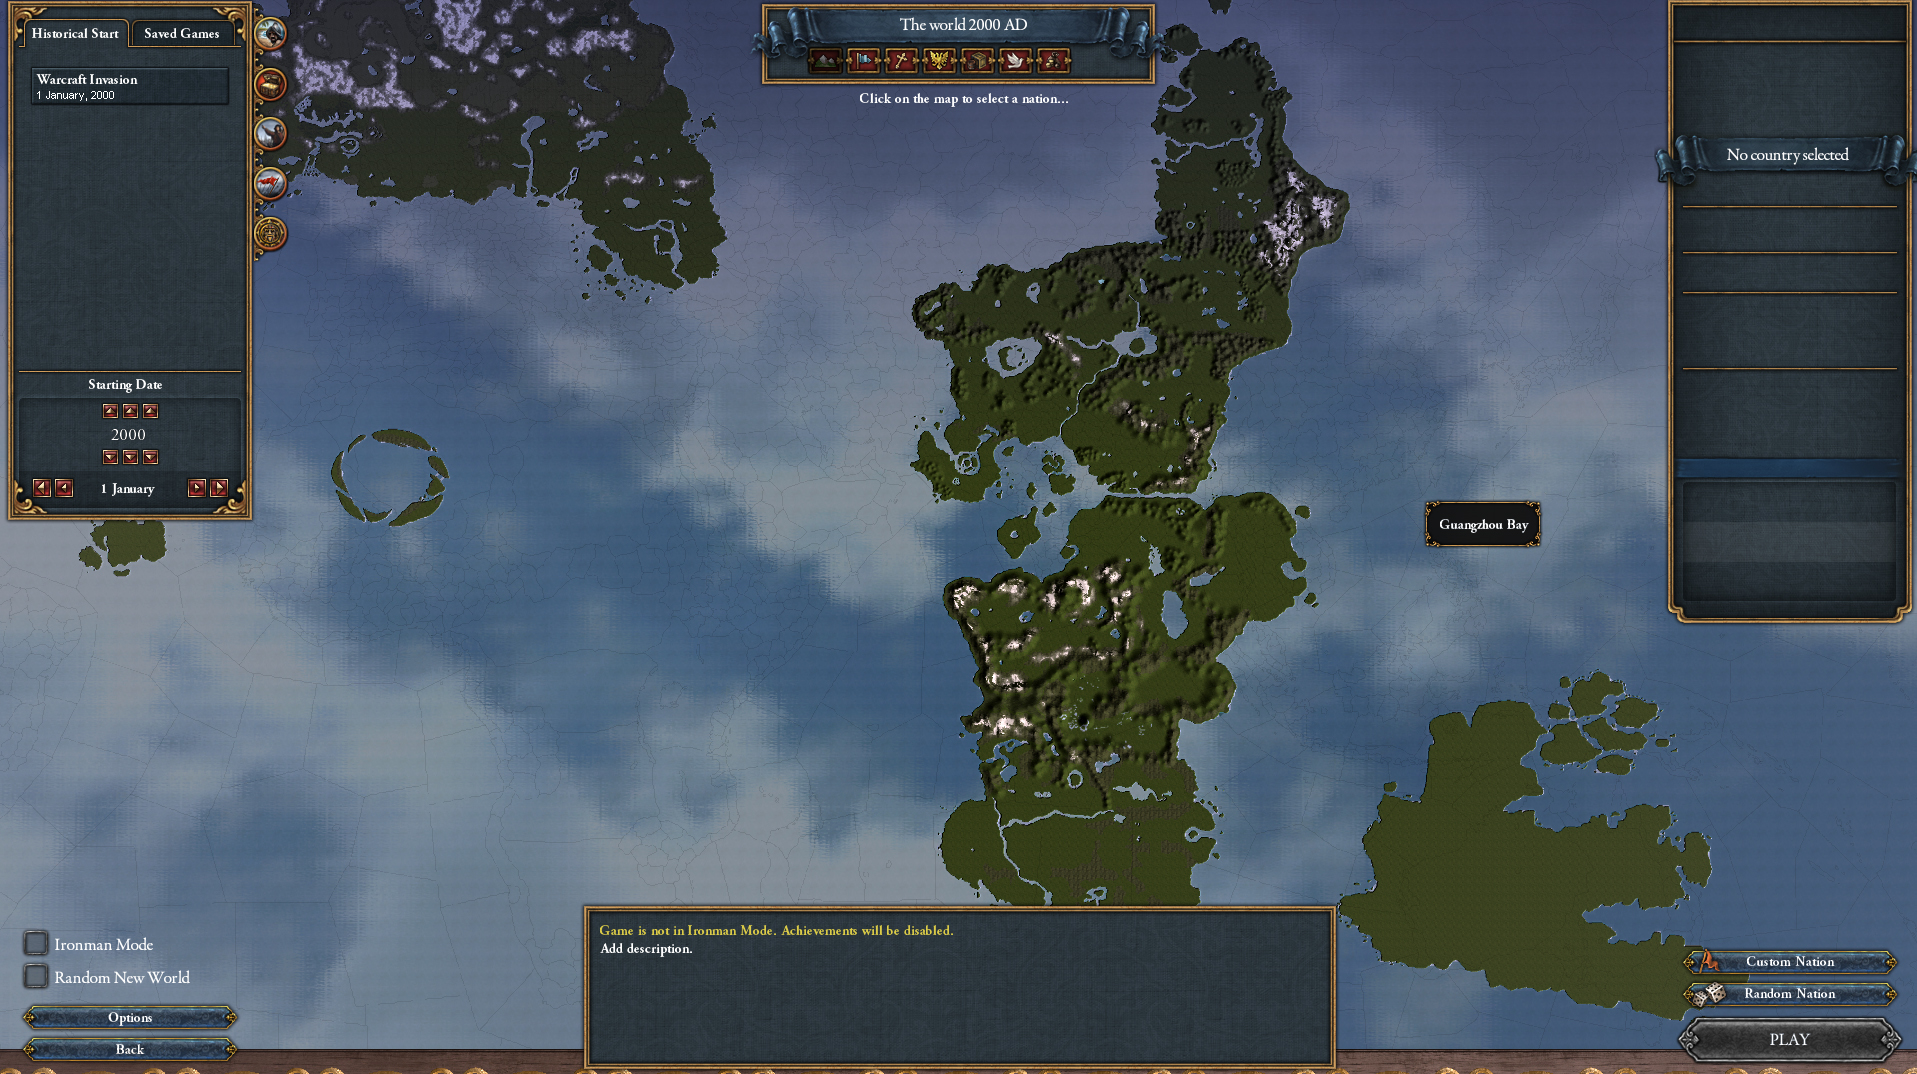 Historical Start
Saved Games
Warcraft Invasion
1 January, 2000
Starting Date
2000
1 January
The world 2000 AD
Click on the map to select a nation...
No country selected
Guangzhou Bay
Ironman Mode
Random New World
Options
Back
Game is not in Ironman Mode. Achievements will be disabled.
Add description.
Custom Nation
Random Nation
PLAY